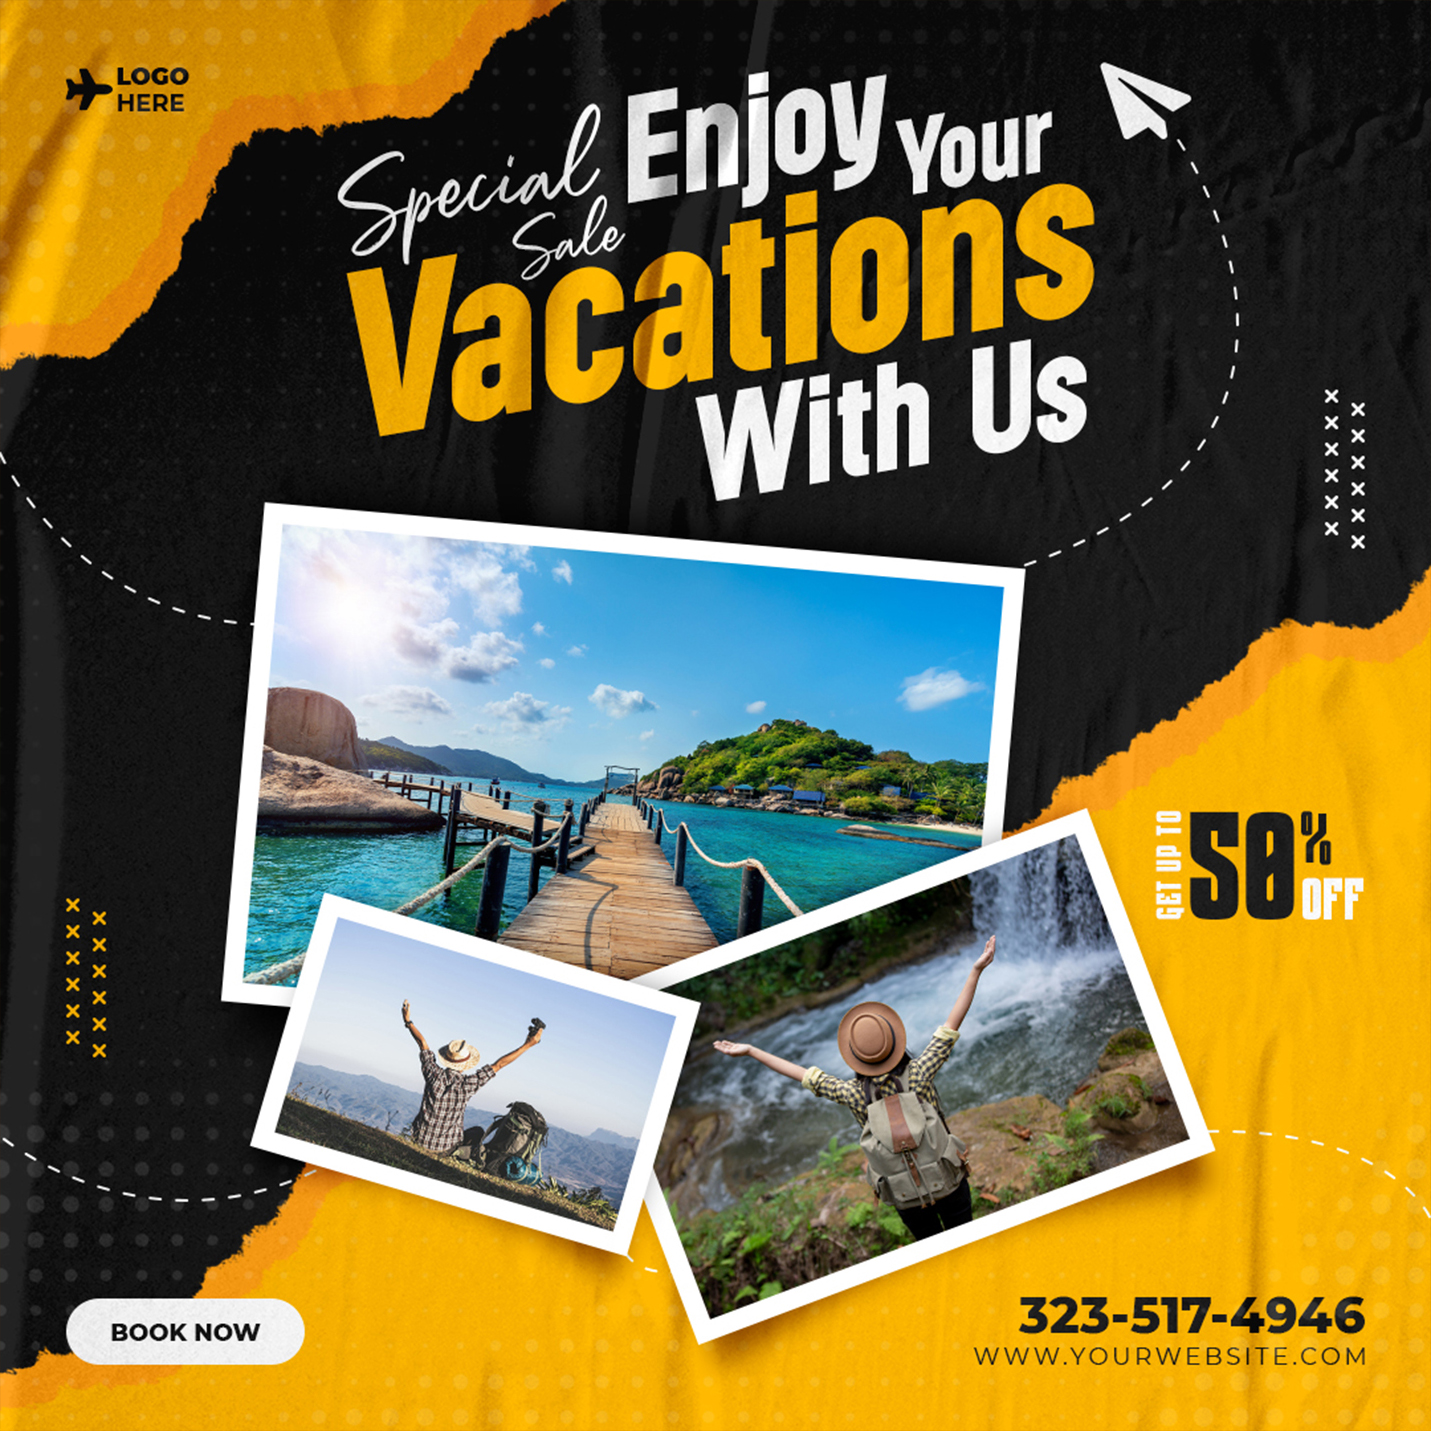 LOGO
HERE
Special
Sale
Enjoy Your
Vacations
With Us
GET UP TO
50%
OFF
BOOK NOW
323-517-4946
WWW.YOURWEBSITE.COM